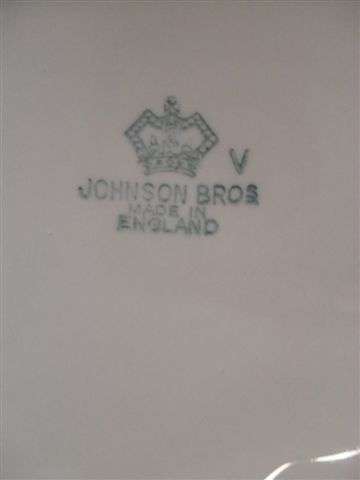 V
JOHNSON BROS
MADE IN
ENGLAND